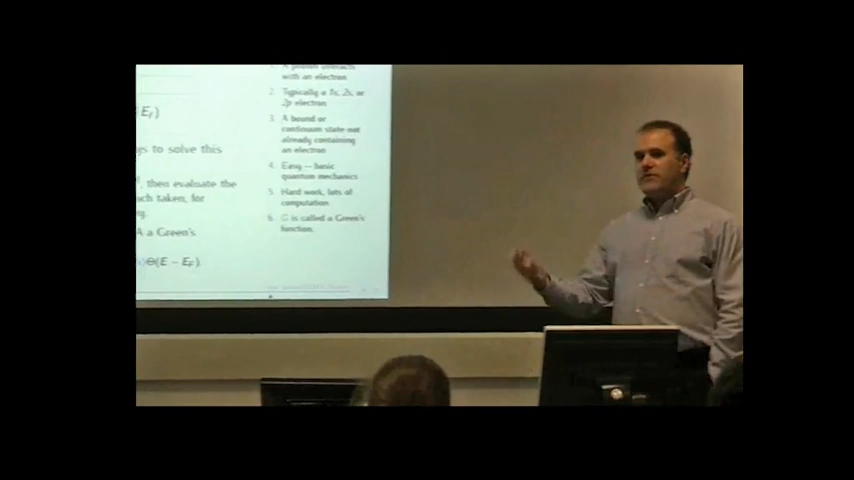 E_F)
gs to solve this
, then evaluate the
ach taken, for
g.
A a Green's
Θ(E − E_F).
with an electron
2. Typically a 1s, 2s, or
2p electron
3. A bound or
continuum state not
already containing
an electron
4. Easy — basic
quantum mechanics
5. Hard work, lots of
computation
6. G is called a Green's
function.